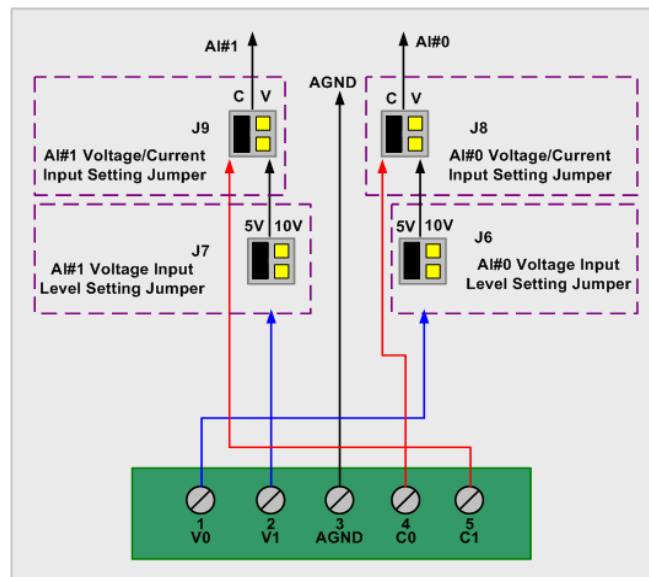 AI#1
AI#0
AGND
C V
C V
J9
J8
AI#1 Voltage/Current
Input Setting Jumper
AI#0 Voltage/Current
Input Setting Jumper
5V 10V
5V 10V
J7
J6
AI#1 Voltage Input
Level Setting Jumper
AI#0 Voltage Input
Level Setting Jumper
1 2 3 4 5
V0 V1 AGND C0 C1